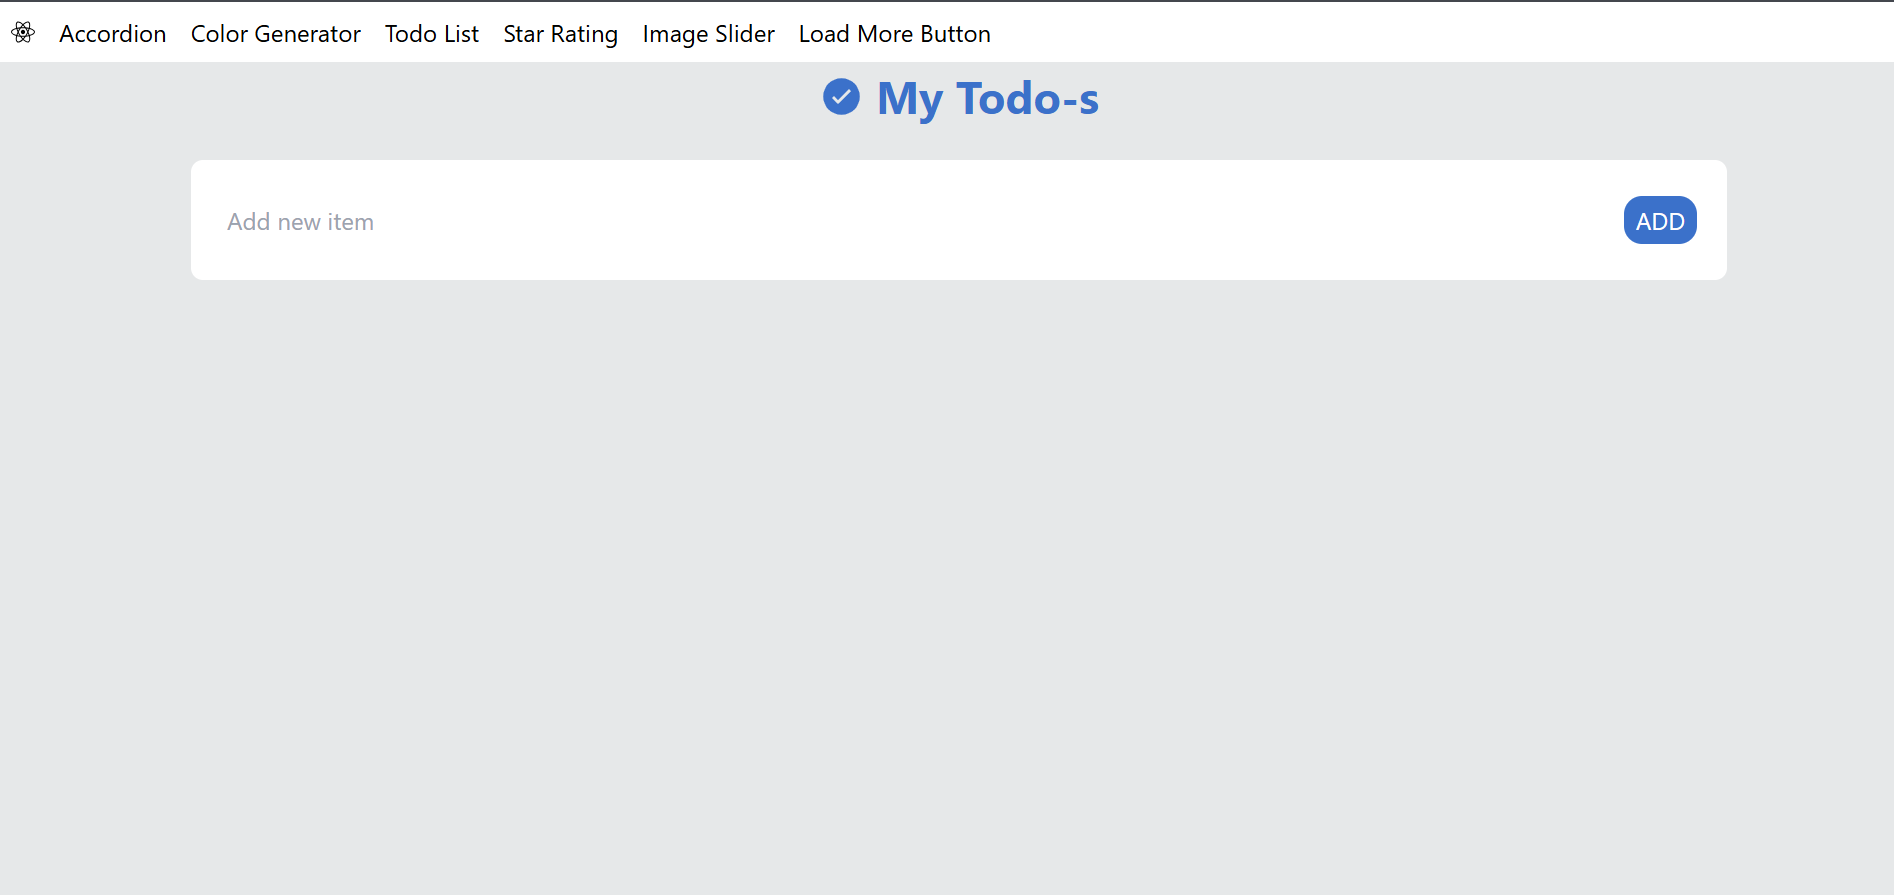 Accordion Color Generator Todo List Star Rating Image Slider Load More Button
My Todo-s
Add new item ADD